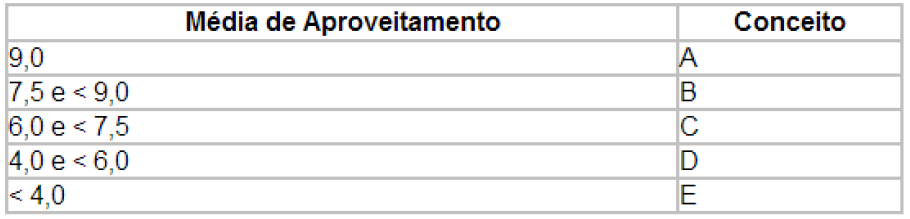 Média de Aproveitamento Conceito
9,0 A
7,5 e < 9,0 B
6,0 e < 7,5 C
4,0 e < 6,0 D
< 4,0 E